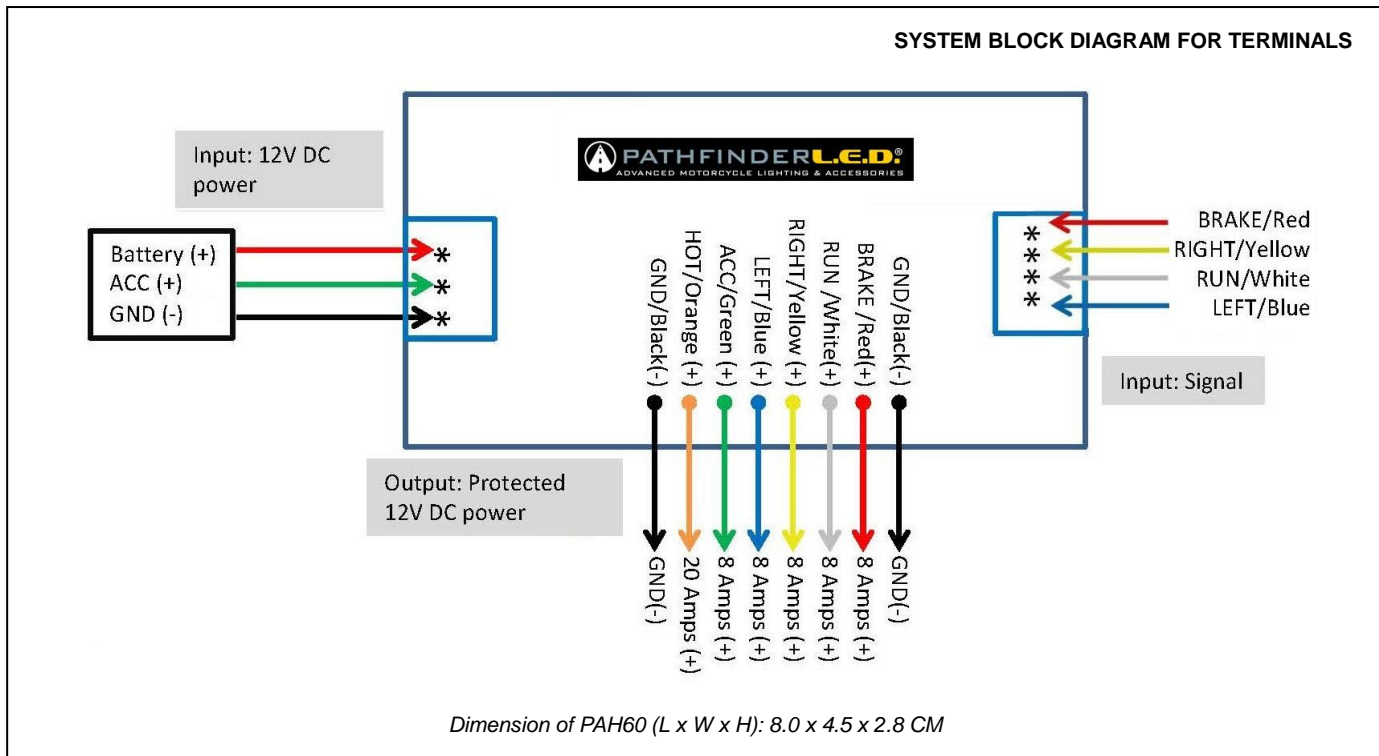 SYSTEM BLOCK DIAGRAM FOR TERMINALS
Input: 12V DC
power
PATHFINDERL.E.D.®
ADVANCED MOTORCYCLE LIGHTING & ACCESSORIES
Battery (+)
ACC (+)
GND (-)
*
*
*
GND/Black(-)
HOT/Orange (+)
ACC/Green (+)
LEFT/Blue (+)
RIGHT/Yellow (+)
RUN /White(+)
BRAKE /Red(+)
GND/Black(-)
*
*
*
*
BRAKE/Red
RIGHT/Yellow
RUN/White
LEFT/Blue
Input: Signal
Output: Protected
12V DC power
GND(-)
20 Amps (+)
8 Amps (+)
8 Amps (+)
8 Amps (+)
8 Amps (+)
8 Amps (+)
GND(-)
Dimension of PAH60 (L x W x H): 8.0 x 4.5 x 2.8 CM